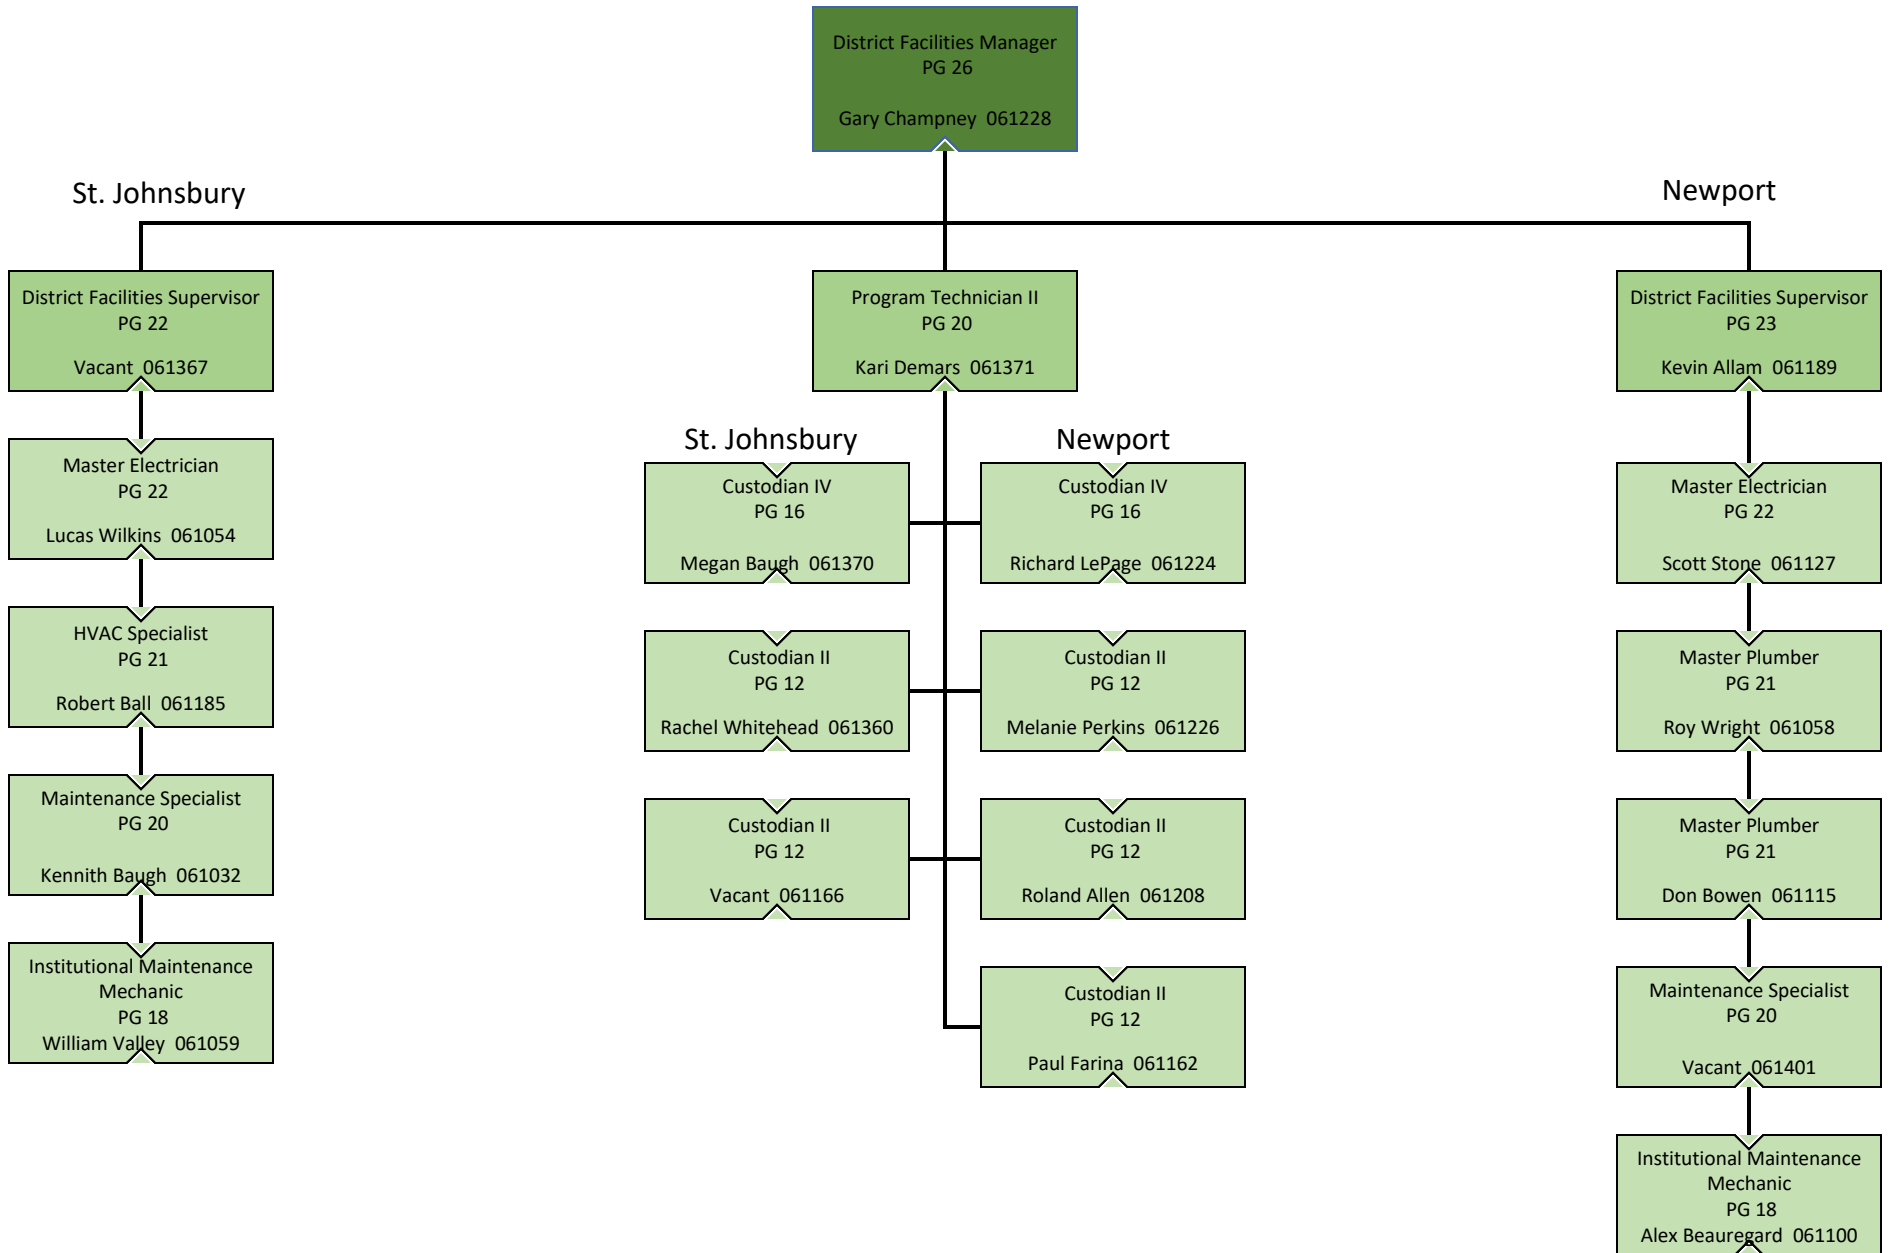 District Facilities Manager
PG 26
Gary Champney 061228
St. Johnsbury
Newport
District Facilities Supervisor
PG 22
Vacant 061367
Program Technician II
PG 20
Kari Demars 061371
District Facilities Supervisor
PG 23
Kevin Allam 061189
Master Electrician
PG 22
Lucas Wilkins 061054
HVAC Specialist
PG 21
Robert Ball 061185
Maintenance Specialist
PG 20
Kennith Baugh 061032
Institutional Maintenance
Mechanic
PG 18
William Valley 061059
St. Johnsbury
Custodian IV
PG 16
Megan Baugh 061370
Custodian II
PG 12
Rachel Whitehead 061360
Custodian II
PG 12
Vacant 061166
Newport
Custodian IV
PG 16
Richard LePage 061224
Custodian II
PG 12
Melanie Perkins 061226
Custodian II
PG 12
Roland Allen 061208
Custodian II
PG 12
Paul Farina 061162
Master Electrician
PG 22
Scott Stone 061127
Master Plumber
PG 21
Roy Wright 061058
Master Plumber
PG 21
Don Bowen 061115
Maintenance Specialist
PG 20
Vacant 061401
Institutional Maintenance
Mechanic
PG 18
Alex Beauregard 061100